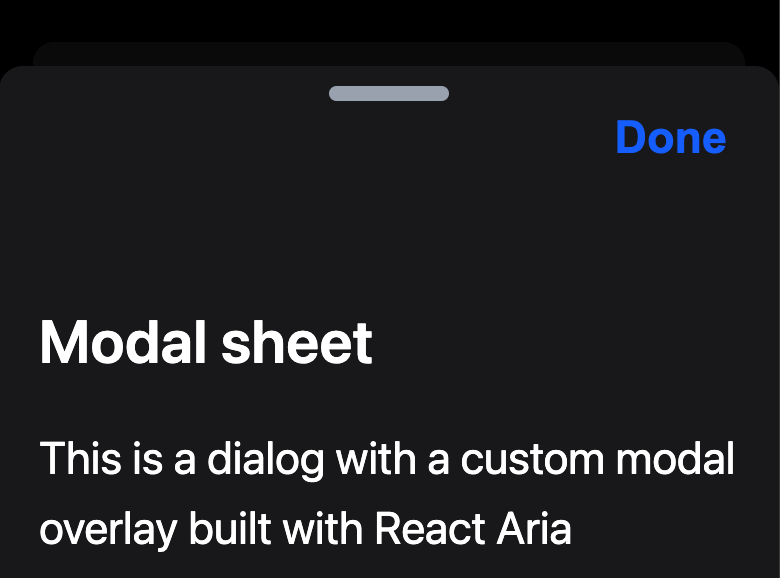 Done
Modal sheet
This is a dialog with a custom modal
overlay built with React Aria